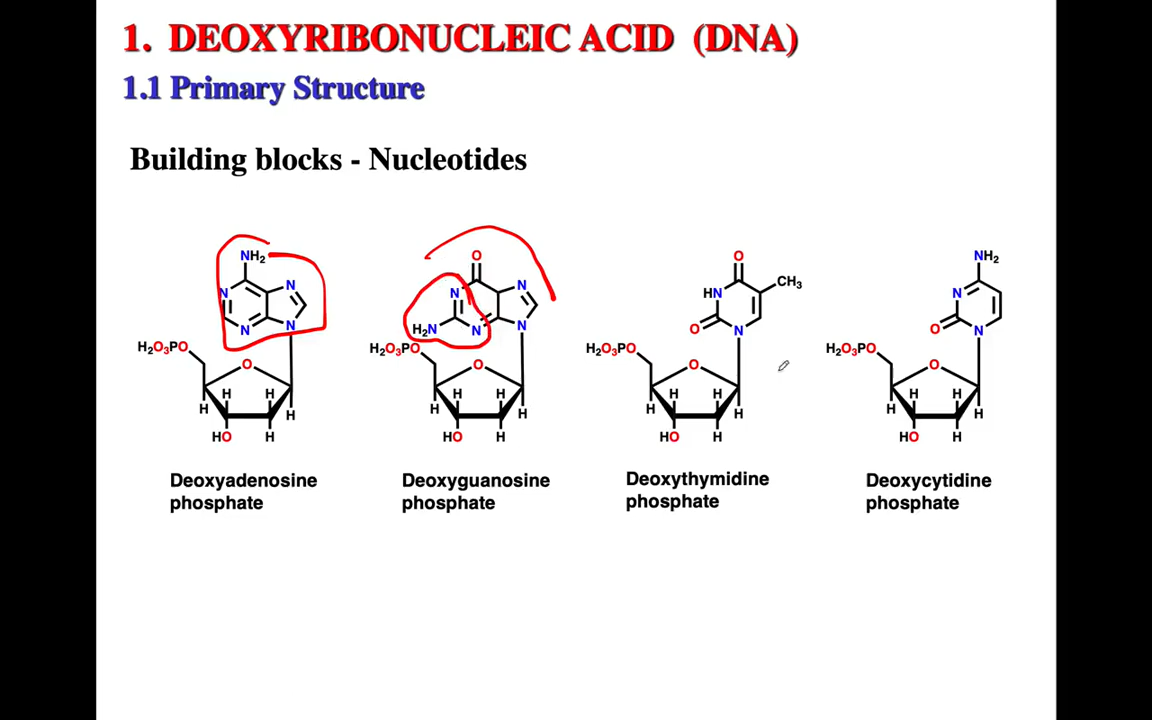 1. DEOXYRIBONUCLEIC ACID (DNA)
1.1 Primary Structure
Building blocks - Nucleotides
NH₂
N
N
N
N
H₂O₃PO
O
H
H
H
H
HO
H
Deoxyadenosine
phosphate
O
N
N
H₂N
N
N
H₂O₃PO
O
H
H
H
H
HO
H
Deoxyguanosine
phosphate
O
CH₃
HN
O
N
H₂O₃PO
O
H
H
H
H
HO
H
Deoxythymidine
phosphate
NH₂
N
O
N
H₂O₃PO
O
H
H
H
H
HO
H
Deoxycytidine
phosphate